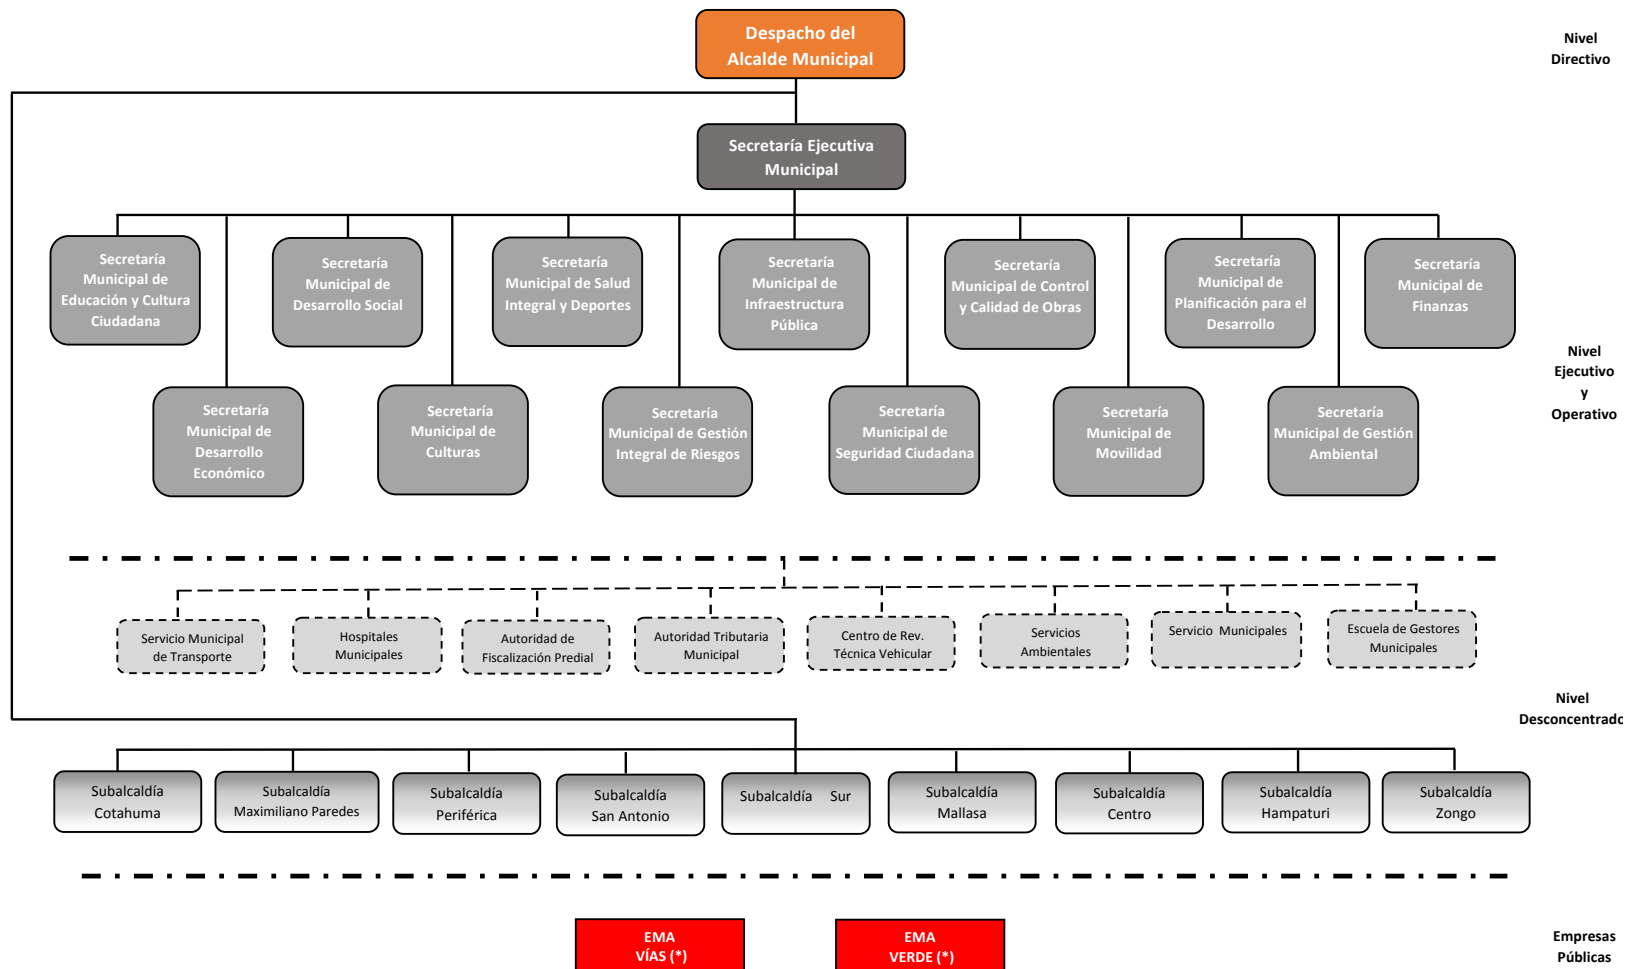 Despacho del
Alcalde Municipal
Nivel
Directivo
Secretaría Ejecutiva
Municipal
Secretaría
Municipal de
Educación y Cultura
Ciudadana
Secretaría
Municipal de
Desarrollo Social
Secretaría
Municipal de Salud
Integral y Deportes
Secretaría
Municipal de
Infraestructura
Pública
Secretaría
Municipal de Control
y Calidad de Obras
Secretaría
Municipal de
Planificación para el
Desarrollo
Secretaría
Municipal de
Finanzas
Nivel
Ejecutivo
y
Operativo
Secretaría
Municipal de
Desarrollo
Económico
Secretaría
Municipal de
Culturas
Secretaría
Municipal de Gestión
Integral de Riesgos
Secretaría
Municipal de
Seguridad Ciudadana
Secretaría
Municipal de
Movilidad
Secretaría
Municipal de Gestión
Ambiental
Servicio Municipal
de Transporte
Hospitales
Municipales
Autoridad de
Fiscalización Predial
Autoridad Tributaria
Municipal
Centro de Rev.
Técnica Vehicular
Servicios
Ambientales
Servicio Municipales
Escuela de Gestores
Municipales
Nivel
Desconcentrado
Subalcaldía
Cotahuma
Subalcaldía
Maximiliano Paredes
Subalcaldía
Periférica
Subalcaldía
San Antonio
Subalcaldía Sur
Subalcaldía
Mallasa
Subalcaldía
Centro
Subalcaldía
Hampaturi
Subalcaldía
Zongo
EMA
VÍAS (*)
EMA
VERDE (*)
Empresas
Públicas